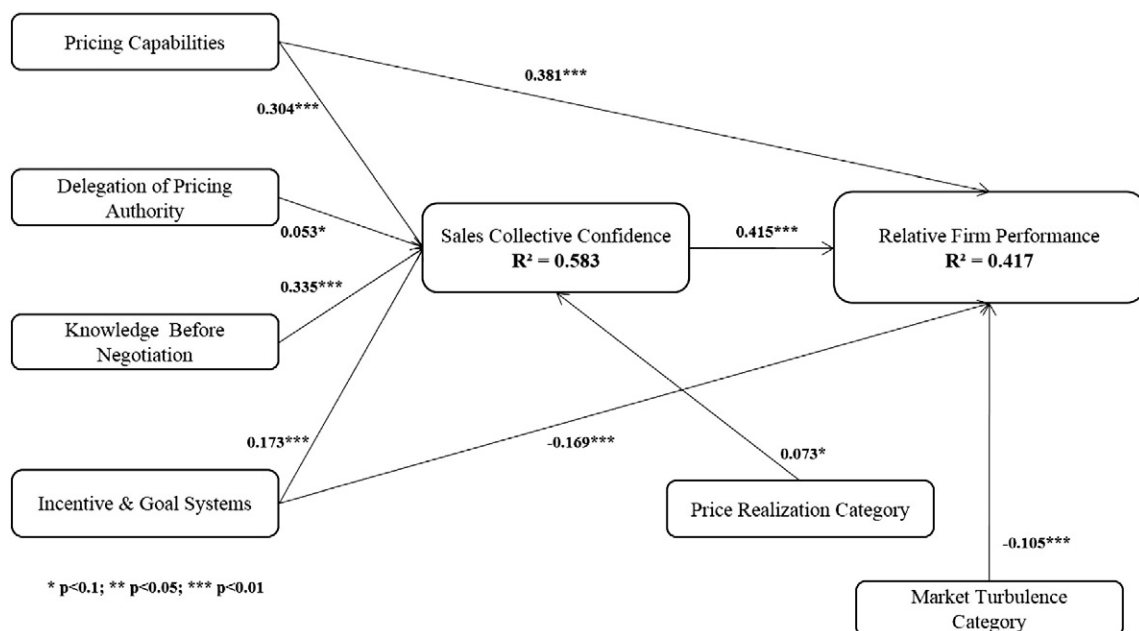 Pricing Capabilities
0.381***
0.304***
Delegation of Pricing
Authority
0.053*
Sales Collective Confidence
R² = 0.583
0.415***
Relative Firm Performance
R² = 0.417
0.335***
Knowledge Before
Negotiation
0.173***
-0.169***
0.073*
Incentive & Goal Systems
Price Realization Category
-0.105***
* p<0.1; ** p<0.05; *** p<0.01
Market Turbulence
Category